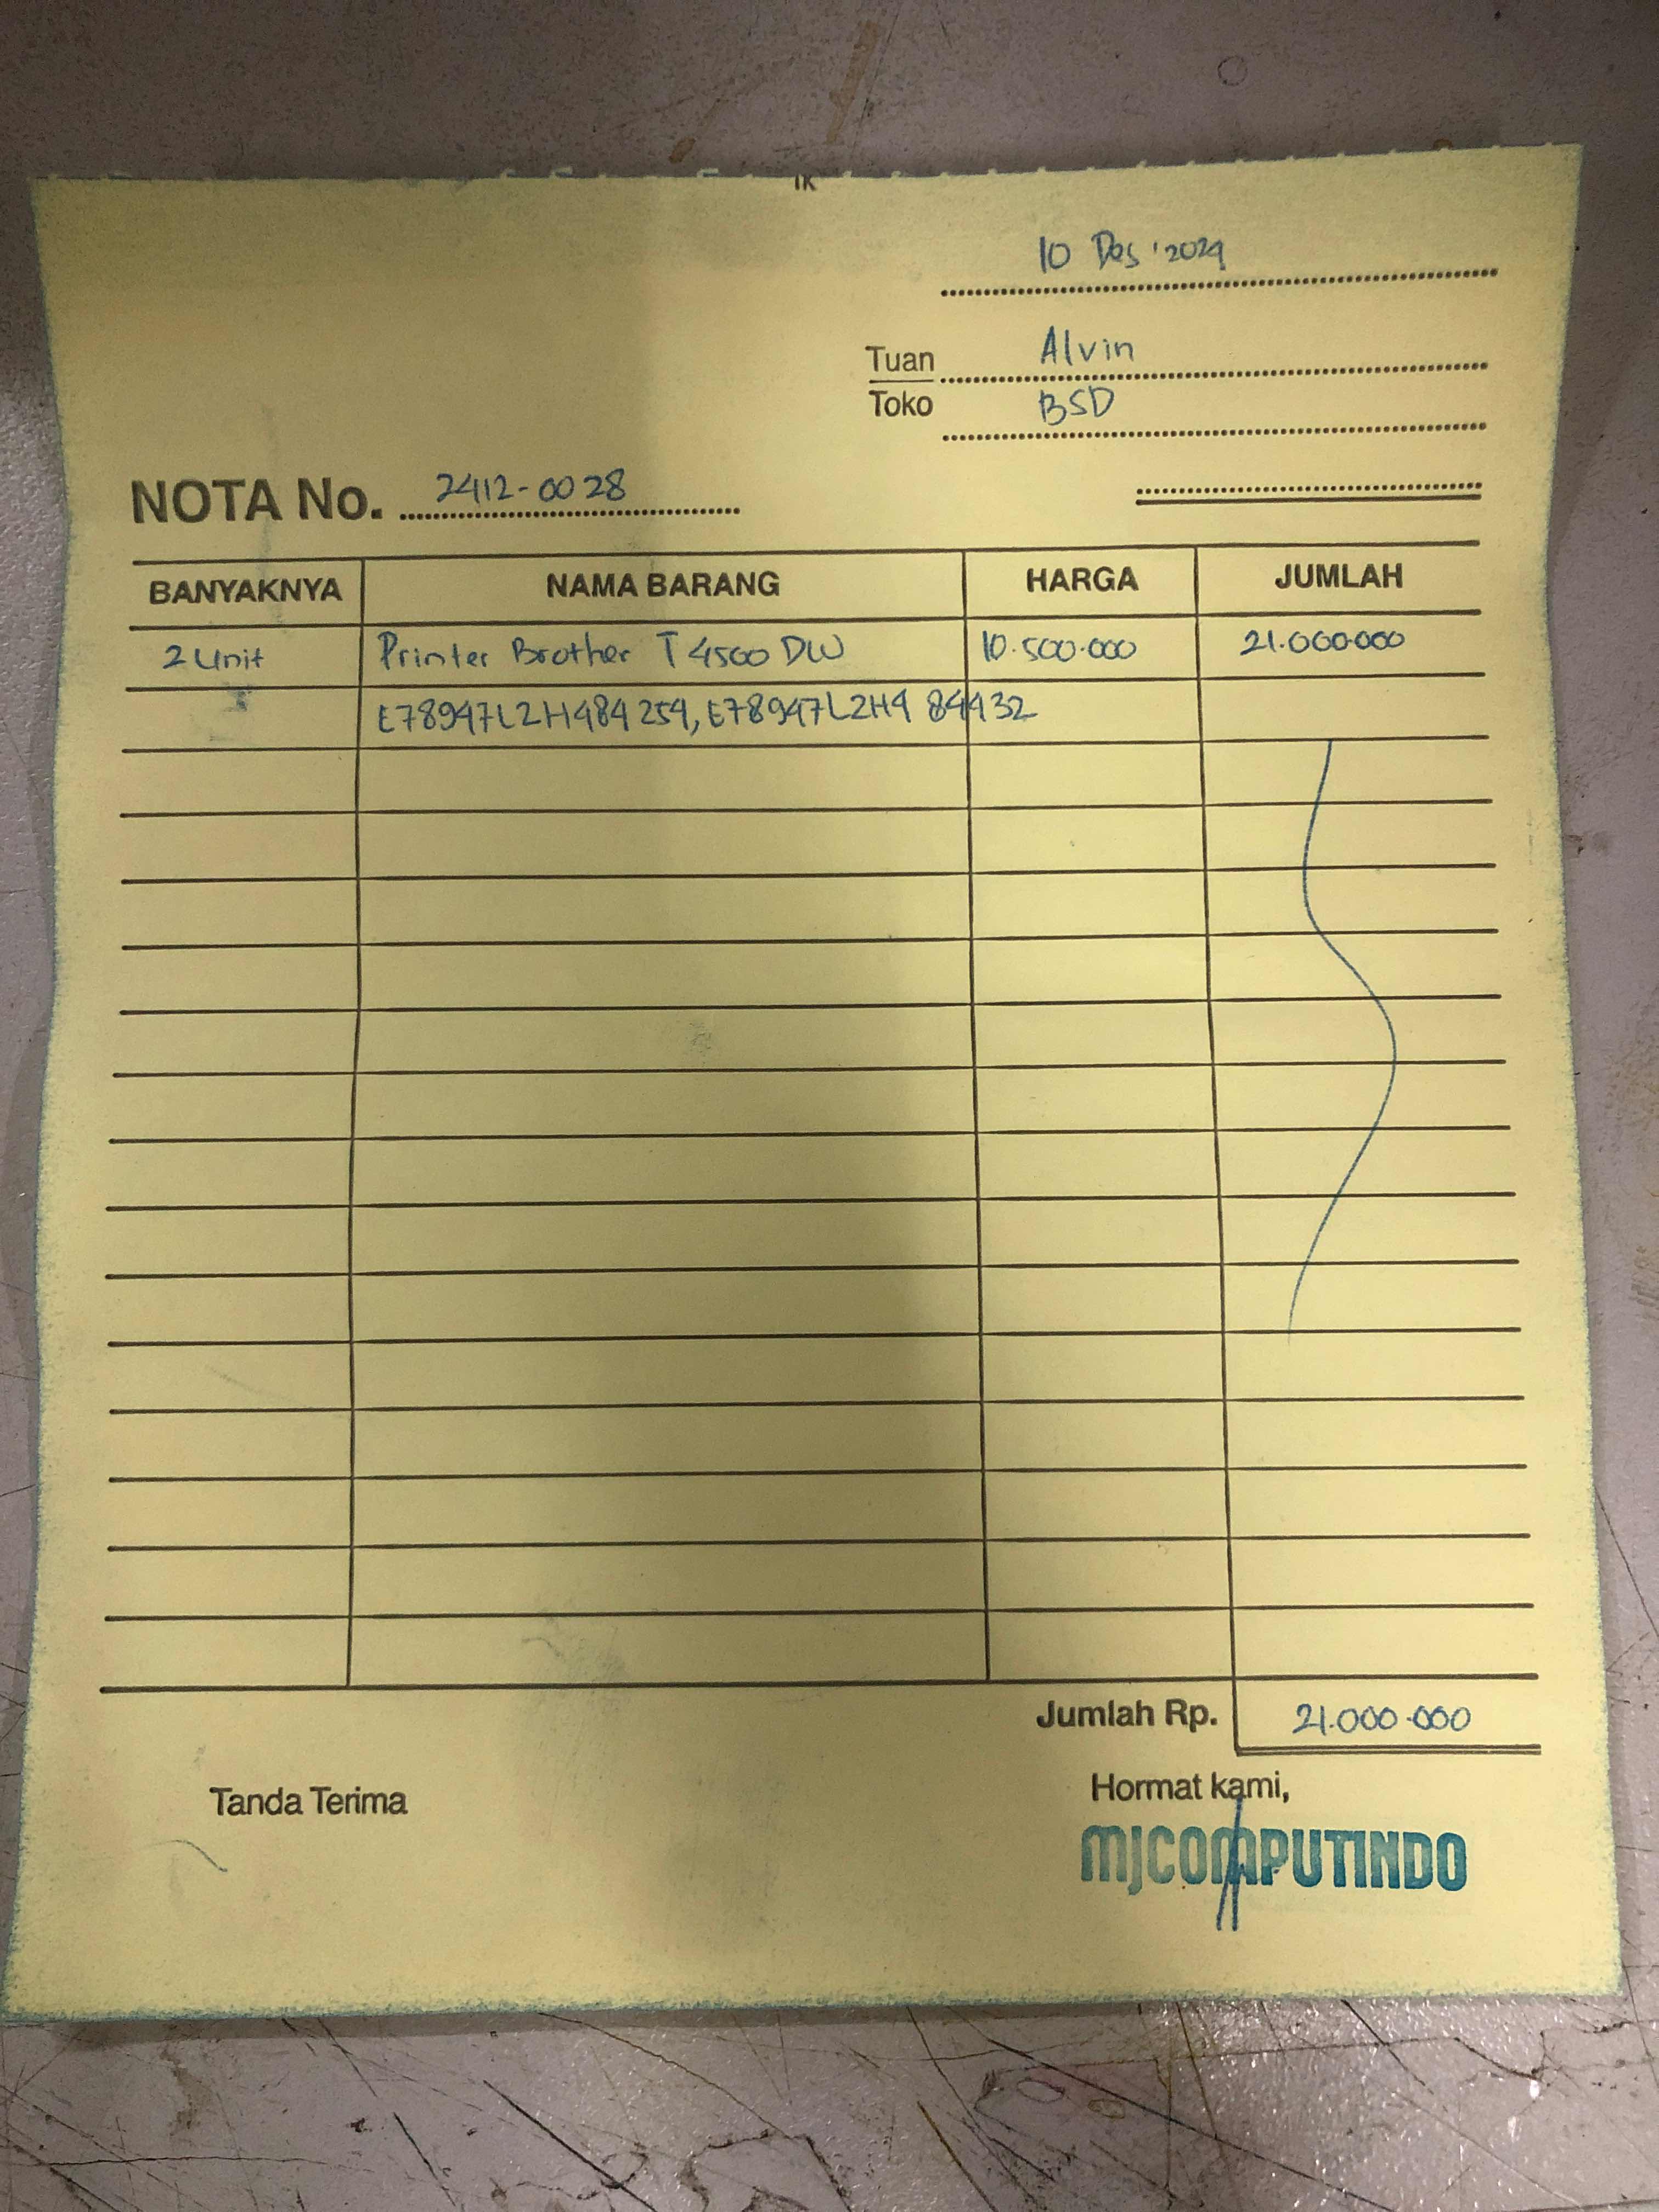 10 Des '2024
Tuan Alvin
Toko BSD
NOTA No. 2412-0028
BANYAKNYA NAMA BARANG HARGA JUMLAH
2 Unit Printer Brother T 4500 DW 10.500.000 21.000.000
E78947L2H484254, E78947L2H484432
Jumlah Rp. 21.000.000
Tanda Terima Hormat kami,
MJCOMPUTINDO